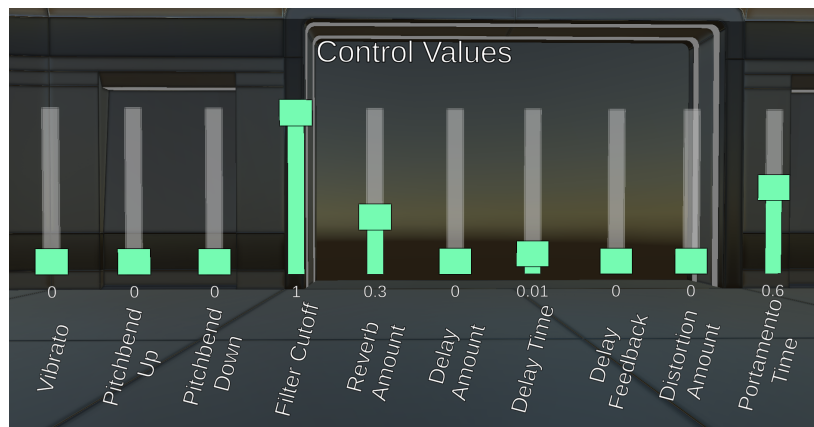 Control Values
0
0
0
1
0.3
0
0.01
0
0
0.6
Vibrato
Pitchbend
Up
Pitchbend
Down
Filter Cutoff
Reverb
Amount
Delay
Amount
Delay Time
Delay
Feedback
Distortion
Amount
Portamento
Time